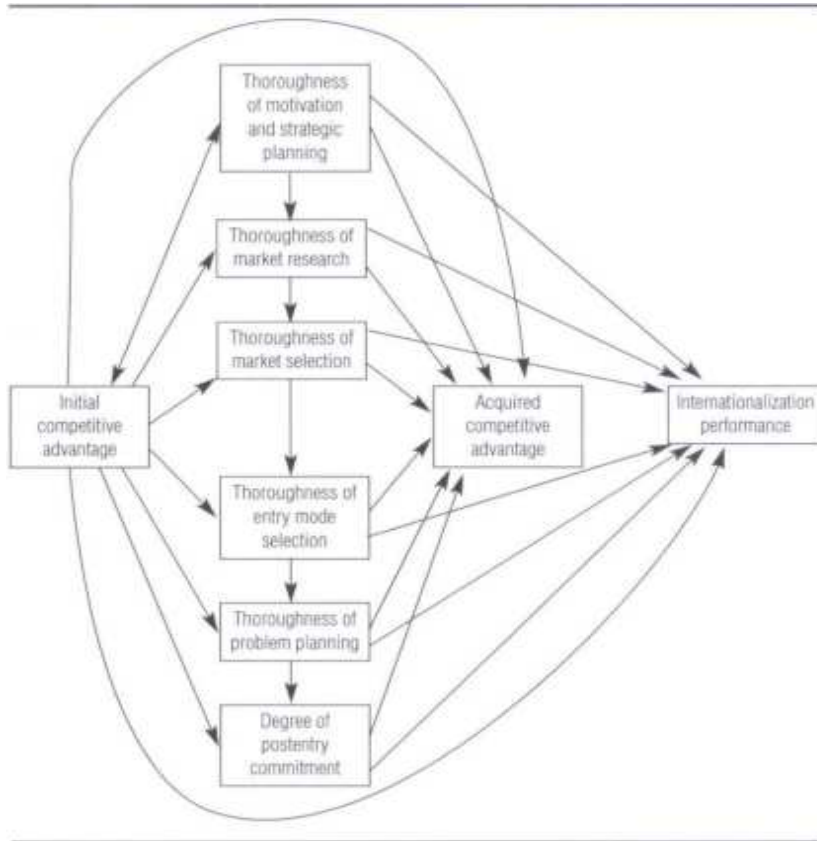 Thoroughness
of motivation
and strategic
planning
Thoroughness of
market research
Thoroughness of
market selection
Initial
competitive
advantage
Acquired
competitive
advantage
Internationalization
performance
Thoroughness of
entry mode
selection
Thoroughness of
problem planning
Degree of
postentry
commitment